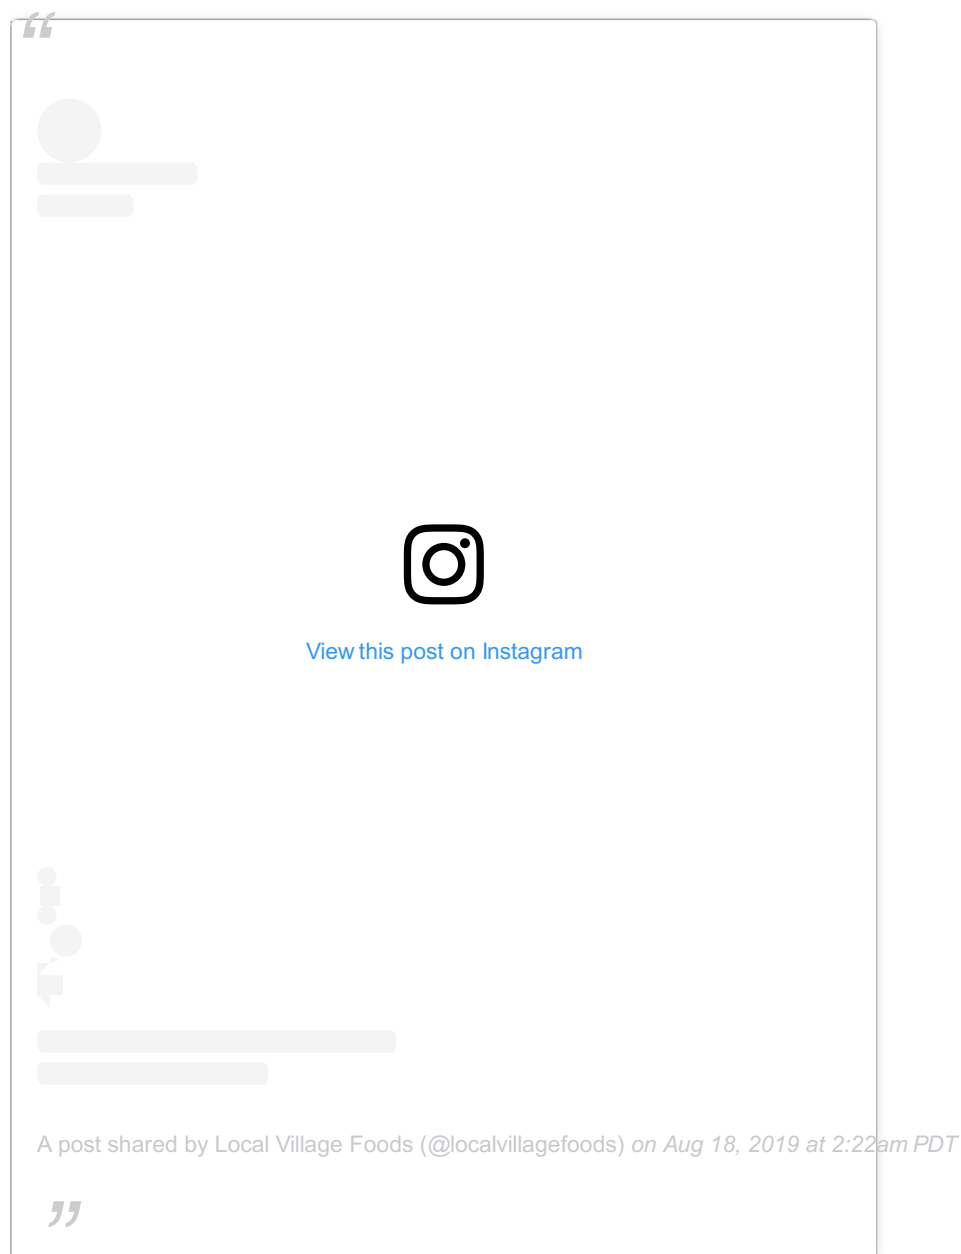 “
View this post on Instagram
A post shared by Local Village Foods (@localvillagefoods) on Aug 18, 2019 at 2:22am PDT
”